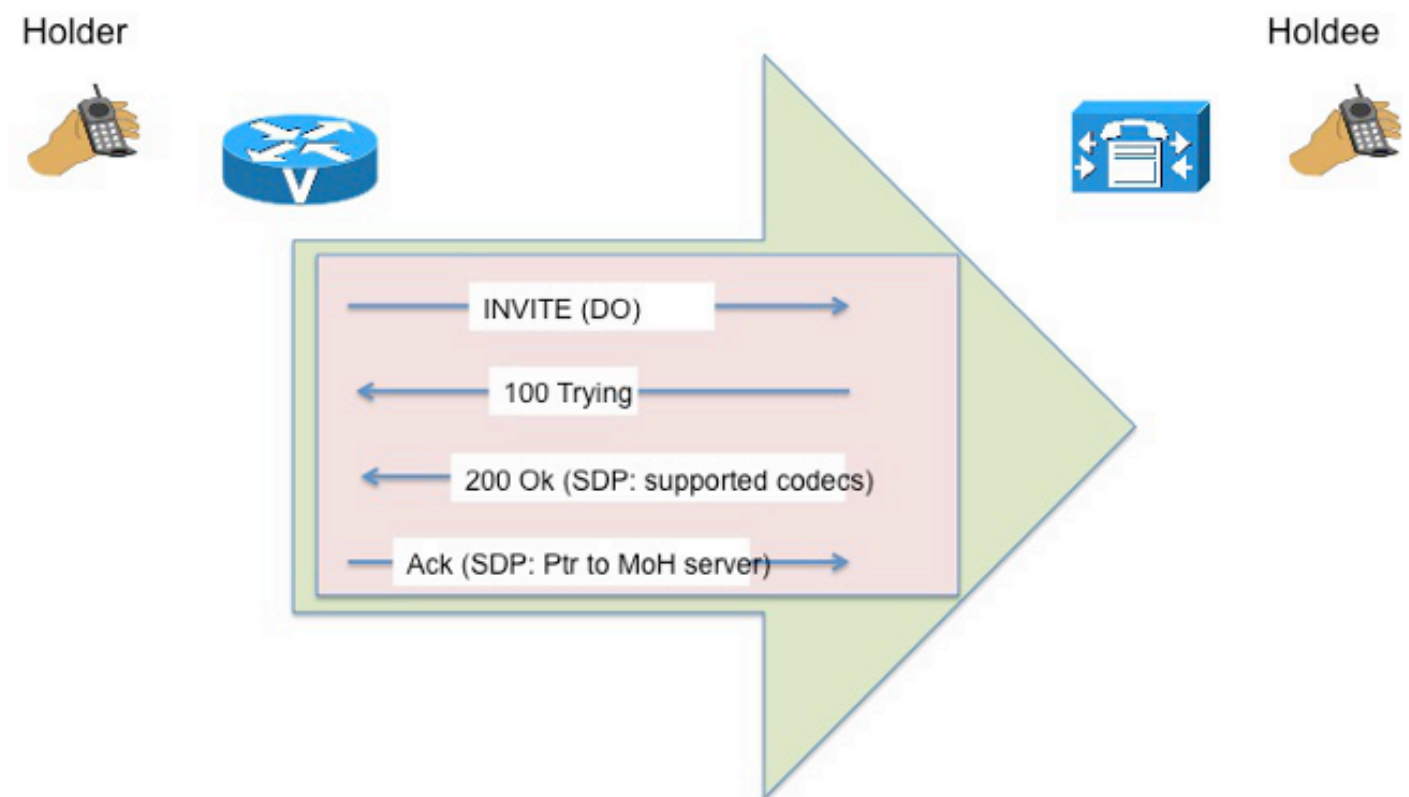 Holder
Holdee
V
INVITE (DO)
100 Trying
200 Ok (SDP: supported codecs)
Ack (SDP: Ptr to MoH server)